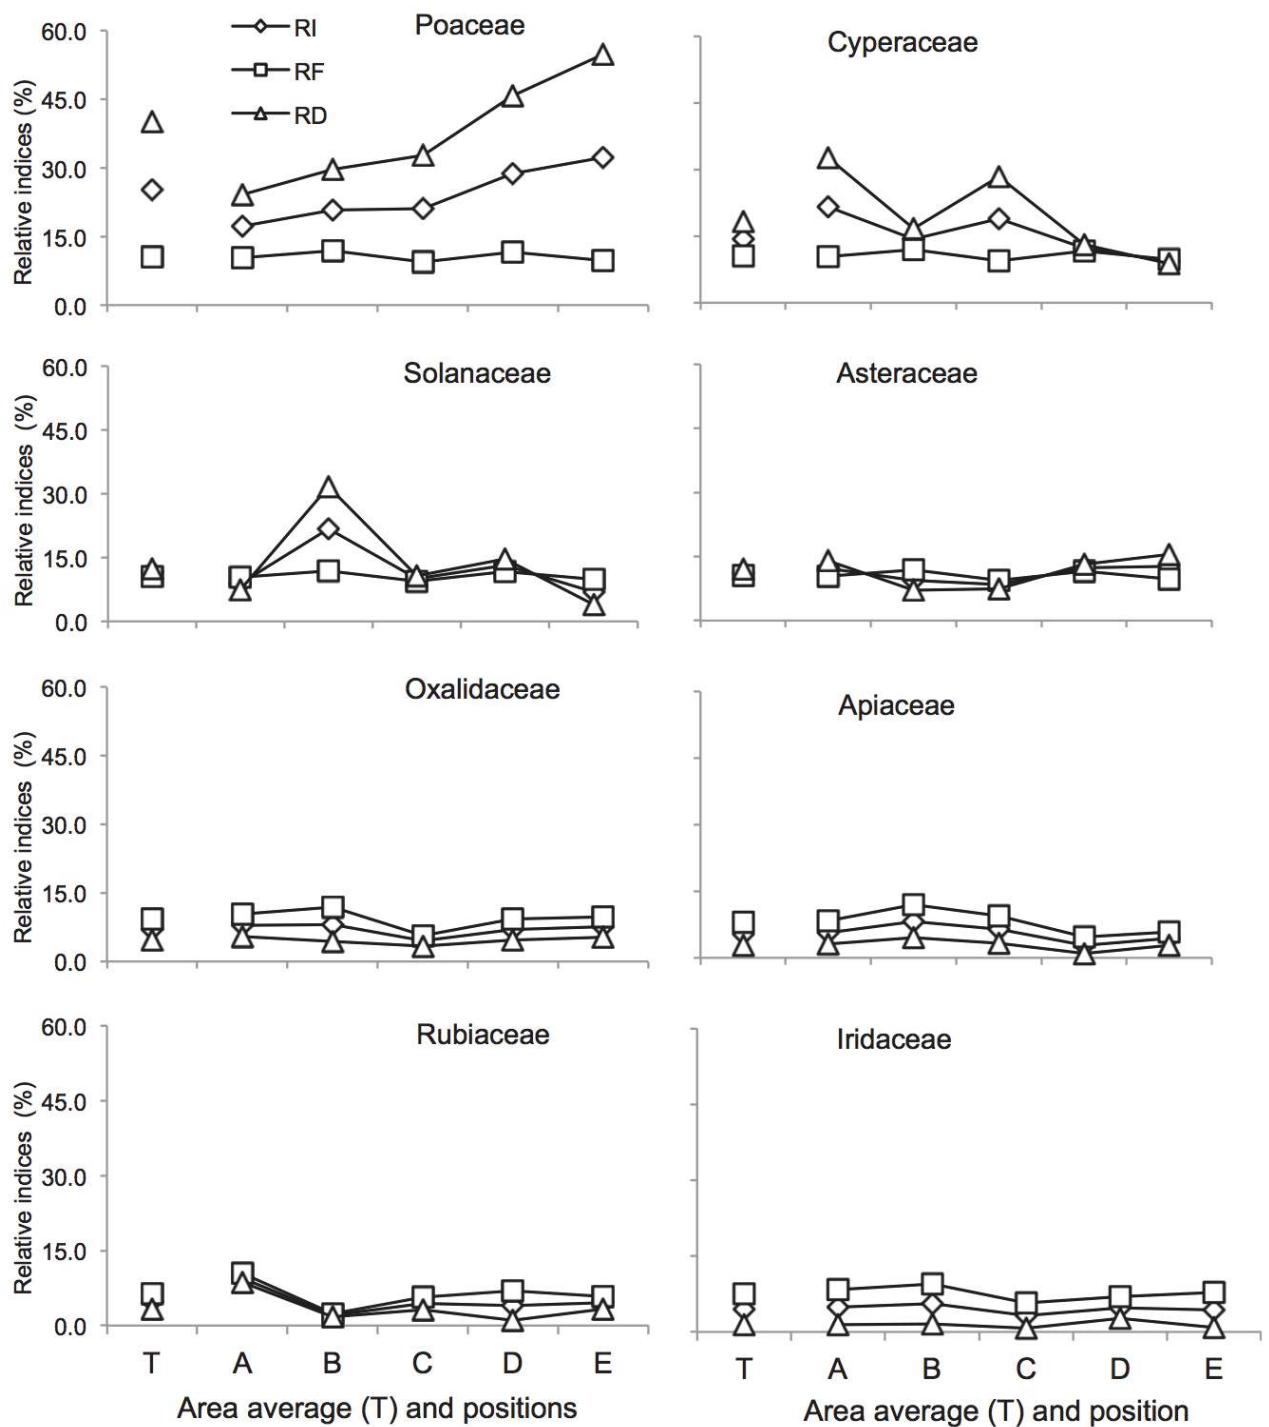 Poaceae
RI
RF
RD
60.0
45.0
30.0
15.0
0.0
Relative indices (%)
Cyperaceae
Solanaceae
60.0
45.0
30.0
15.0
0.0
Relative indices (%)
Asteraceae
Oxalidaceae
60.0
45.0
30.0
15.0
0.0
Relative indices (%)
Apiaceae
Rubiaceae
60.0
45.0
30.0
15.0
0.0
Relative indices (%)
T A B C D E
Area average (T) and positions
Iridaceae
T A B C D E
Area average (T) and position